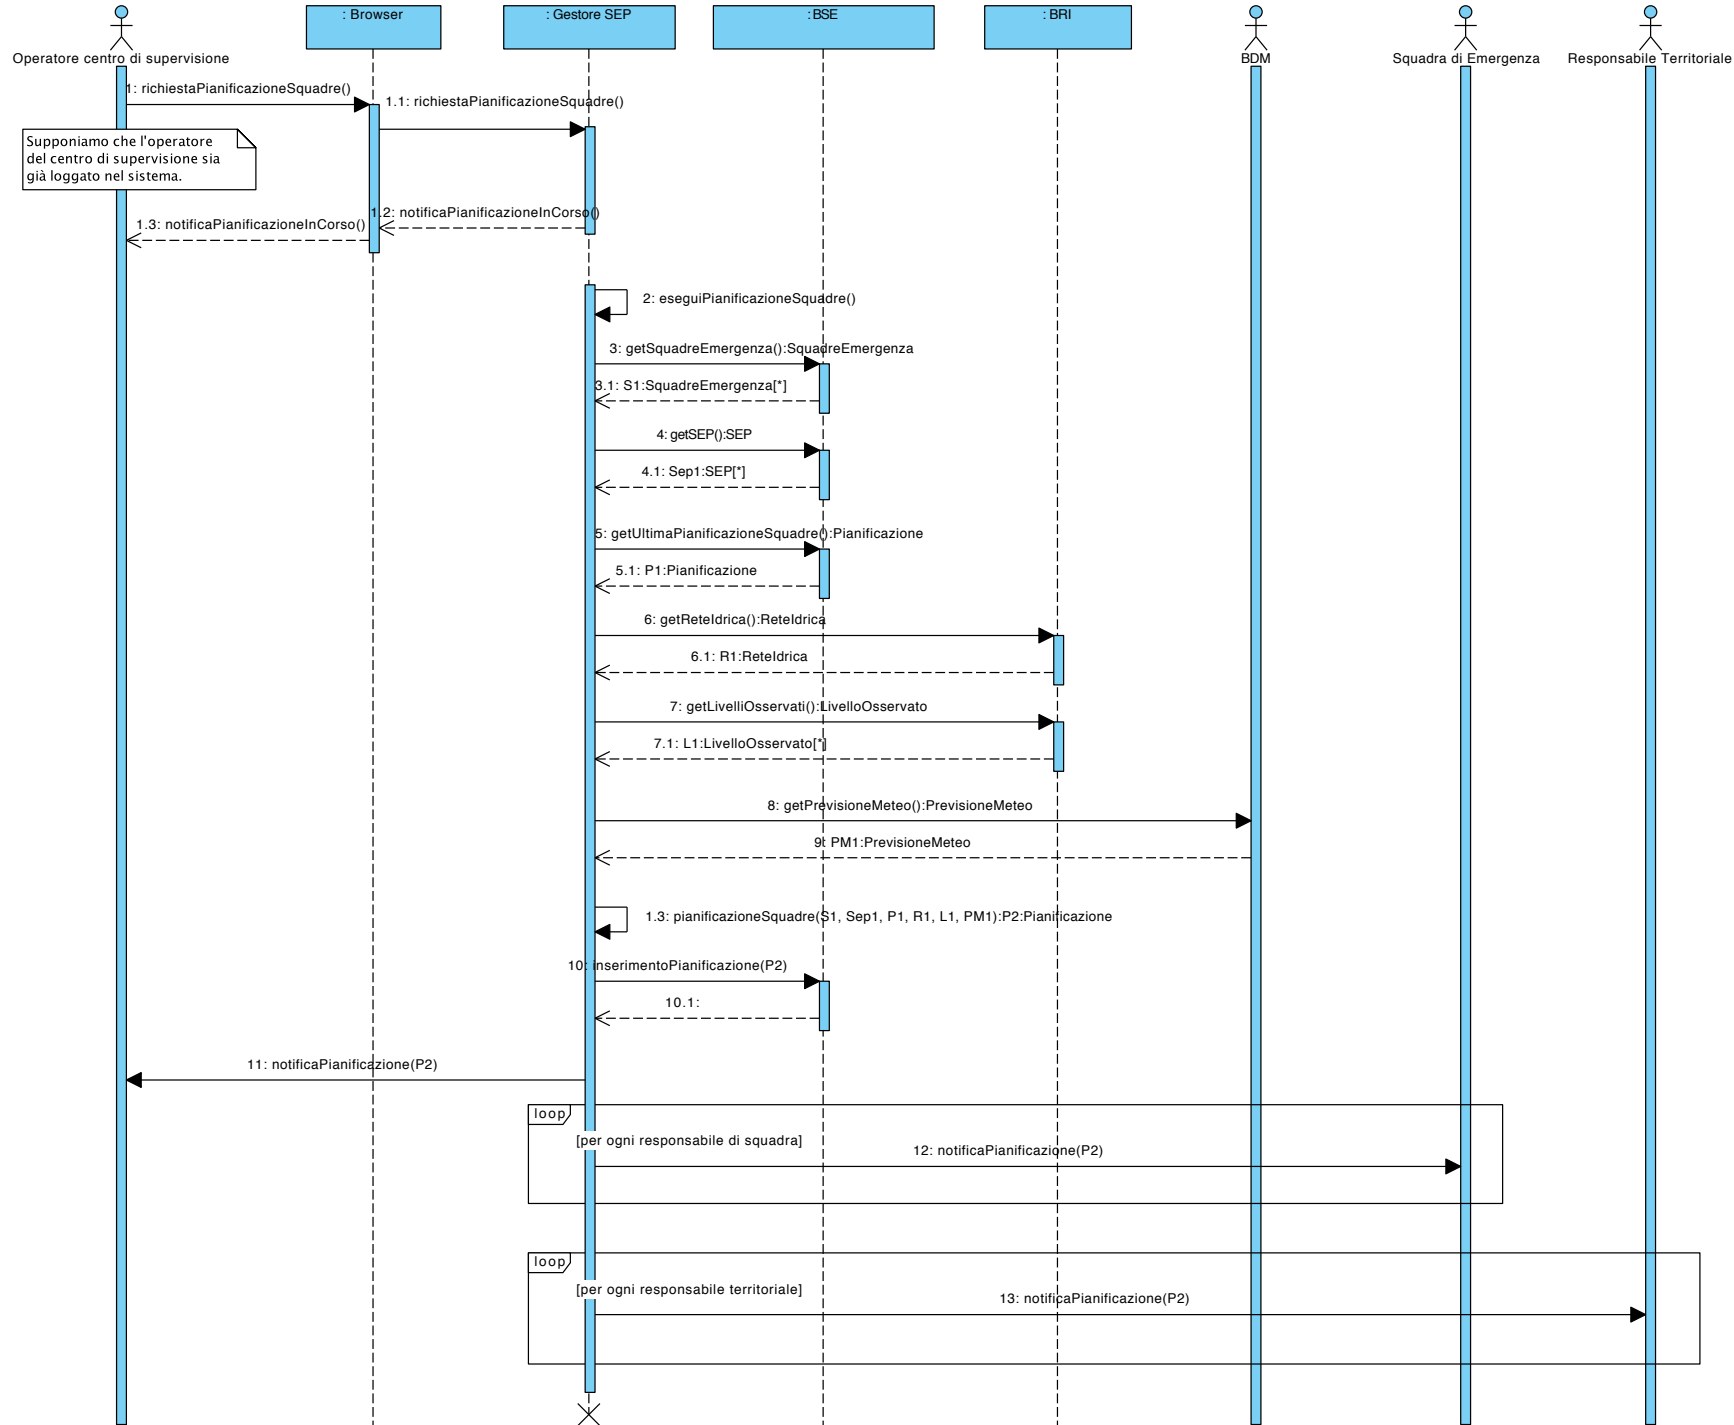 : Browser
: Gestore SEP
: BSE
: BRI
Operatore centro di supervisione
BDM
Squadra di Emergenza
Responsabile Territoriale
1: richiestaPianificazioneSquadre()
1.1: richiestaPianificazioneSquadre()
Supponiamo che l'operatore
del centro di supervisione sia
già loggato nel sistema.
1.2: notificaPianificazioneInCorso()
1.3: notificaPianificazioneInCorso()
2: eseguiPianificazioneSquadre()
3: getSquadreEmergenza():SquadreEmergenza
3.1: S1:SquadreEmergenza[*]
4: getSEP():SEP
4.1: Sep1:SEP[*]
5: getUltimaPianificazioneSquadre():Pianificazione
5.1: P1:Pianificazione
6: getReteIdrica():ReteIdrica
6.1: R1:ReteIdrica
7: getLivelliOsservati():LivelloOsservato
7.1: L1:LivelloOsservato[*]
8: getPrevisioneMeteo():PrevisioneMeteo
9: PM1:PrevisioneMeteo
1.3: pianificazioneSquadre(S1, Sep1, P1, R1, L1, PM1):P2:Pianificazione
10: inserimentoPianificazione(P2)
10.1:
11: notificaPianificazione(P2)
loop
[per ogni responsabile di squadra]
12: notificaPianificazione(P2)
loop
[per ogni responsabile territoriale]
13: notificaPianificazione(P2)